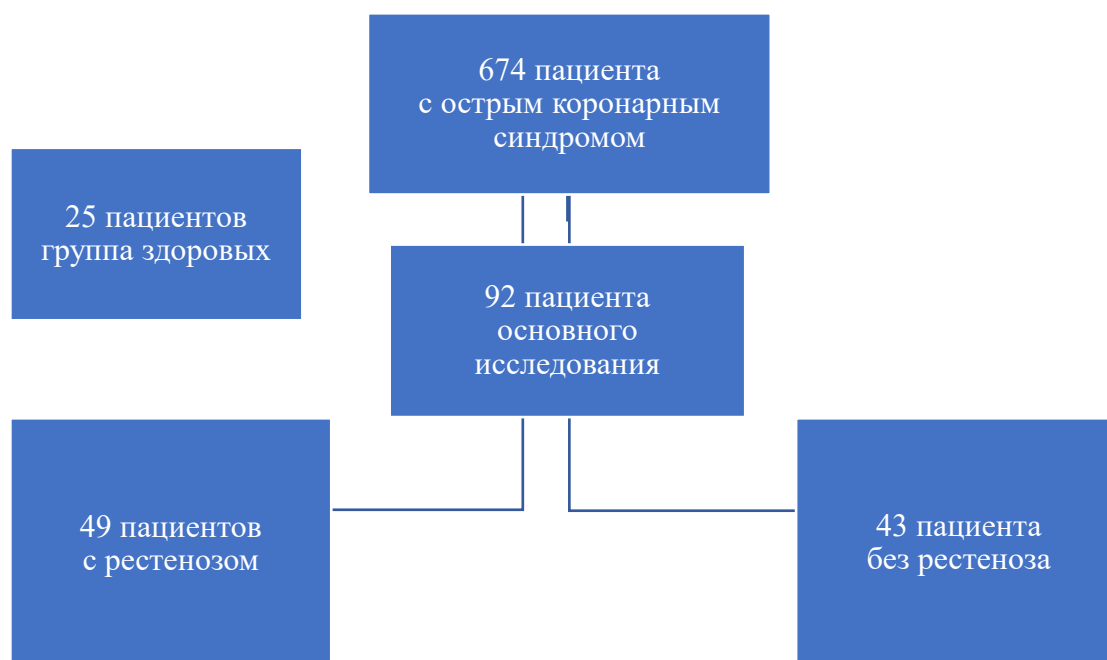 674 пациента
с острым коронарным
синдромом
25 пациентов
группа здоровых
92 пациента
основного
исследования
49 пациентов
с рестенозом
43 пациента
без рестеноза